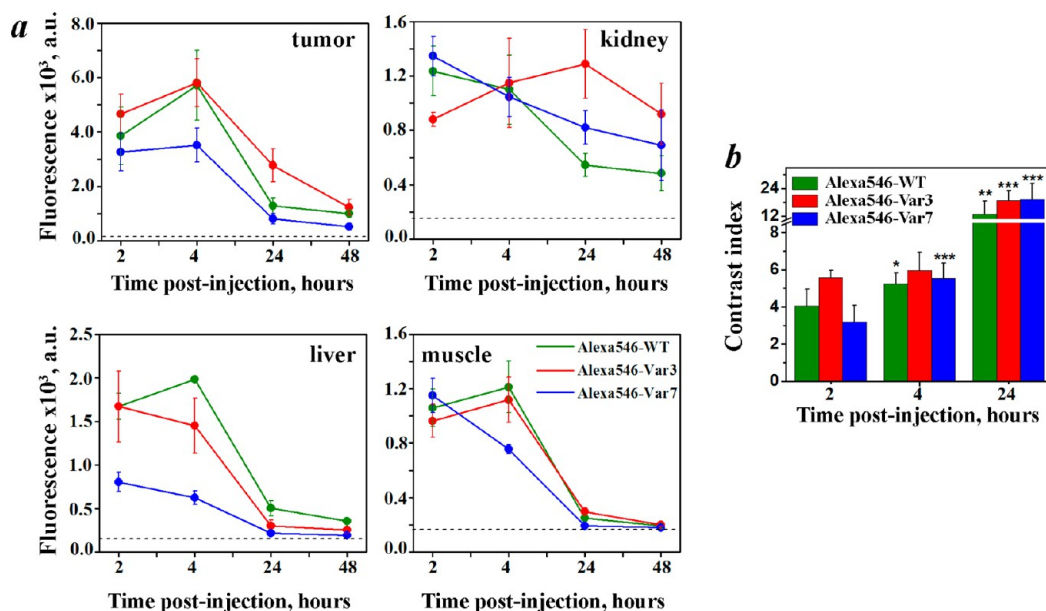 a
tumor
Fluorescence x10³, a.u.
8.0
6.0
4.0
2.0
0.0
2 4 24 48
Time post-injection, hours
kidney
1.6
1.2
0.8
0.4
0.0
2 4 24 48
Time post-injection, hours
liver
Fluorescence x10³, a.u.
2.5
2.0
1.5
1.0
0.5
0.0
2 4 24 48
Time post-injection, hours
muscle
Alexa546-WT
Alexa546-Var3
Alexa546-Var7
1.6
1.2
0.8
0.4
0.0
2 4 24 48
Time post-injection, hours
b
Alexa546-WT
Alexa546-Var3
Alexa546-Var7
Contrast index
24
12
8
6
4
2
0
* ***
** *** ***
2 4 24
Time post-injection, hours